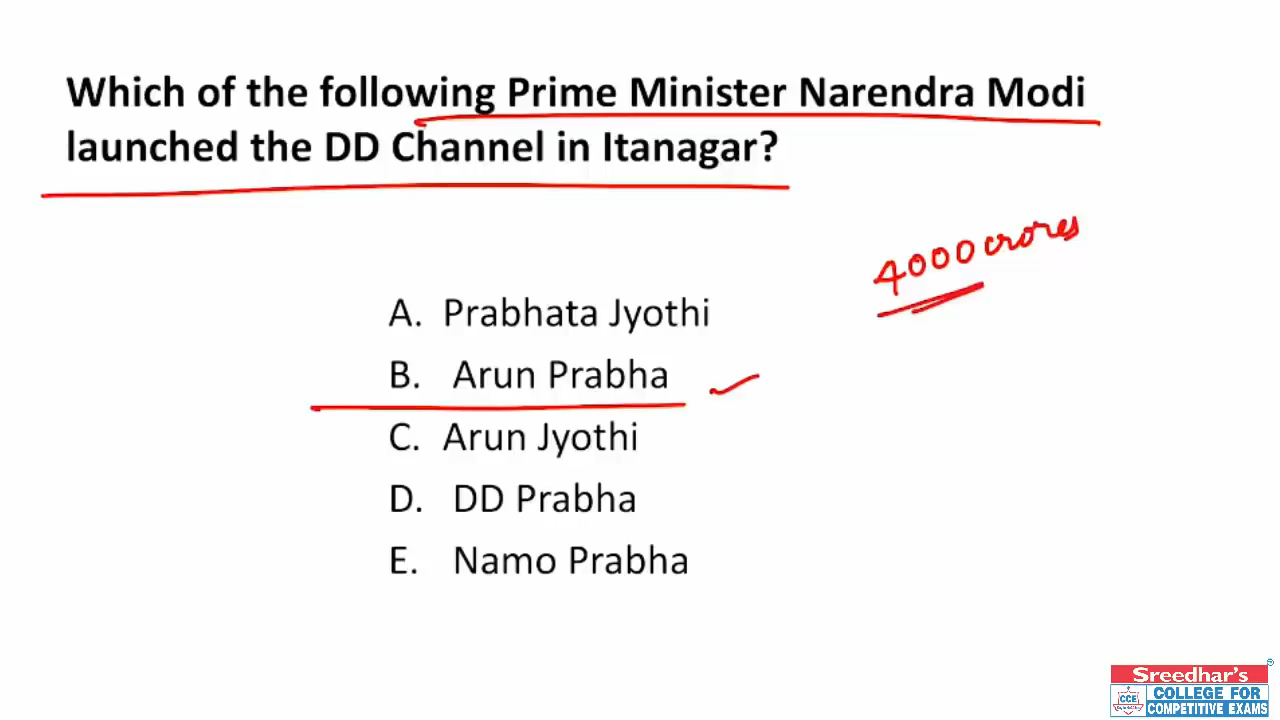 Which of the following Prime Minister Narendra Modi
launched the DD Channel in Itanagar?
4000 crores
A. Prabhata Jyothi
B. Arun Prabha
C. Arun Jyothi
D. DD Prabha
E. Namo Prabha
Sreedhar's
CCE
COLLEGE FOR
COMPETITIVE EXAMS